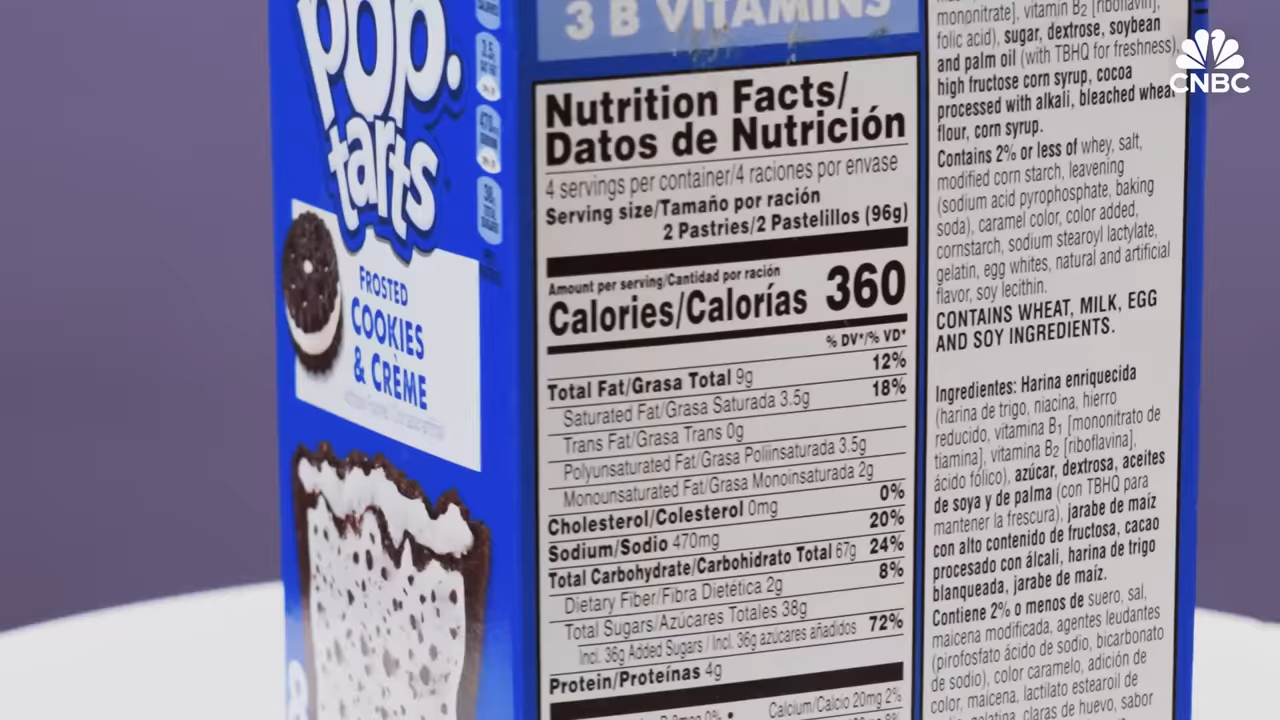 pop.
tarts
FROSTED
COOKIES
& CRÈME
8
3 B VITAMINS
Nutrition Facts/
Datos de Nutrición
4 servings per container/4 raciones por envase
Serving size/Tamaño por ración
2 Pastries/2 Pastelillos (96g)
Amount per serving/Cantidad por ración
Calories/Calorías 360
% DV*/% VD*
Total Fat/Grasa Total 9g 12%
Saturated Fat/Grasa Saturada 3.5g 18%
Trans Fat/Grasa Trans 0g
Polyunsaturated Fat/Grasa Poliinsaturada 3.5g
Monounsaturated Fat/Grasa Monoinsaturada 2g
Cholesterol/Colesterol 0mg 0%
Sodium/Sodio 470mg 20%
Total Carbohydrate/Carbohidrato Total 67g 24%
Dietary Fiber/Fibra Dietética 2g 8%
Total Sugars/Azúcares Totales 38g
Incl. 36g Added Sugars / Incl. 36g azúcares añadidos 72%
Protein/Proteínas 4g
0% • Calcium/Calcio 20mg 2%
mononitrate], vitamin B2 [riboflavin],
folic acid), sugar, dextrose, soybean
and palm oil (with TBHQ for freshness),
high fructose corn syrup, cocoa
processed with alkali, bleached wheat
flour, corn syrup.
Contains 2% or less of whey, salt,
modified corn starch, leavening
(sodium acid pyrophosphate, baking
soda), caramel color, color added,
cornstarch, sodium stearoyl lactylate,
gelatin, egg whites, natural and artificial
flavor, soy lecithin.
CONTAINS WHEAT, MILK, EGG
AND SOY INGREDIENTS.
Ingredientes: Harina enriquecida
(harina de trigo, niacina, hierro
reducido, vitamina B1 [mononitrato de
tiamina], vitamina B2 [riboflavina],
ácido fólico), azúcar, dextrosa, aceites
de soya y de palma (con TBHQ para
mantener la frescura), jarabe de maíz
con alto contenido de fructosa, cacao
procesado con álcali, harina de trigo
blanqueada, jarabe de maíz.
Contiene 2% o menos de suero, sal,
maicena modificada, agentes leudantes
(pirofosfato ácido de sodio, bicarbonato
de sodio), color caramelo, adición de
color, maicena, lactilato estearoil de
gelatina, claras de huevo, sabor
CNBC